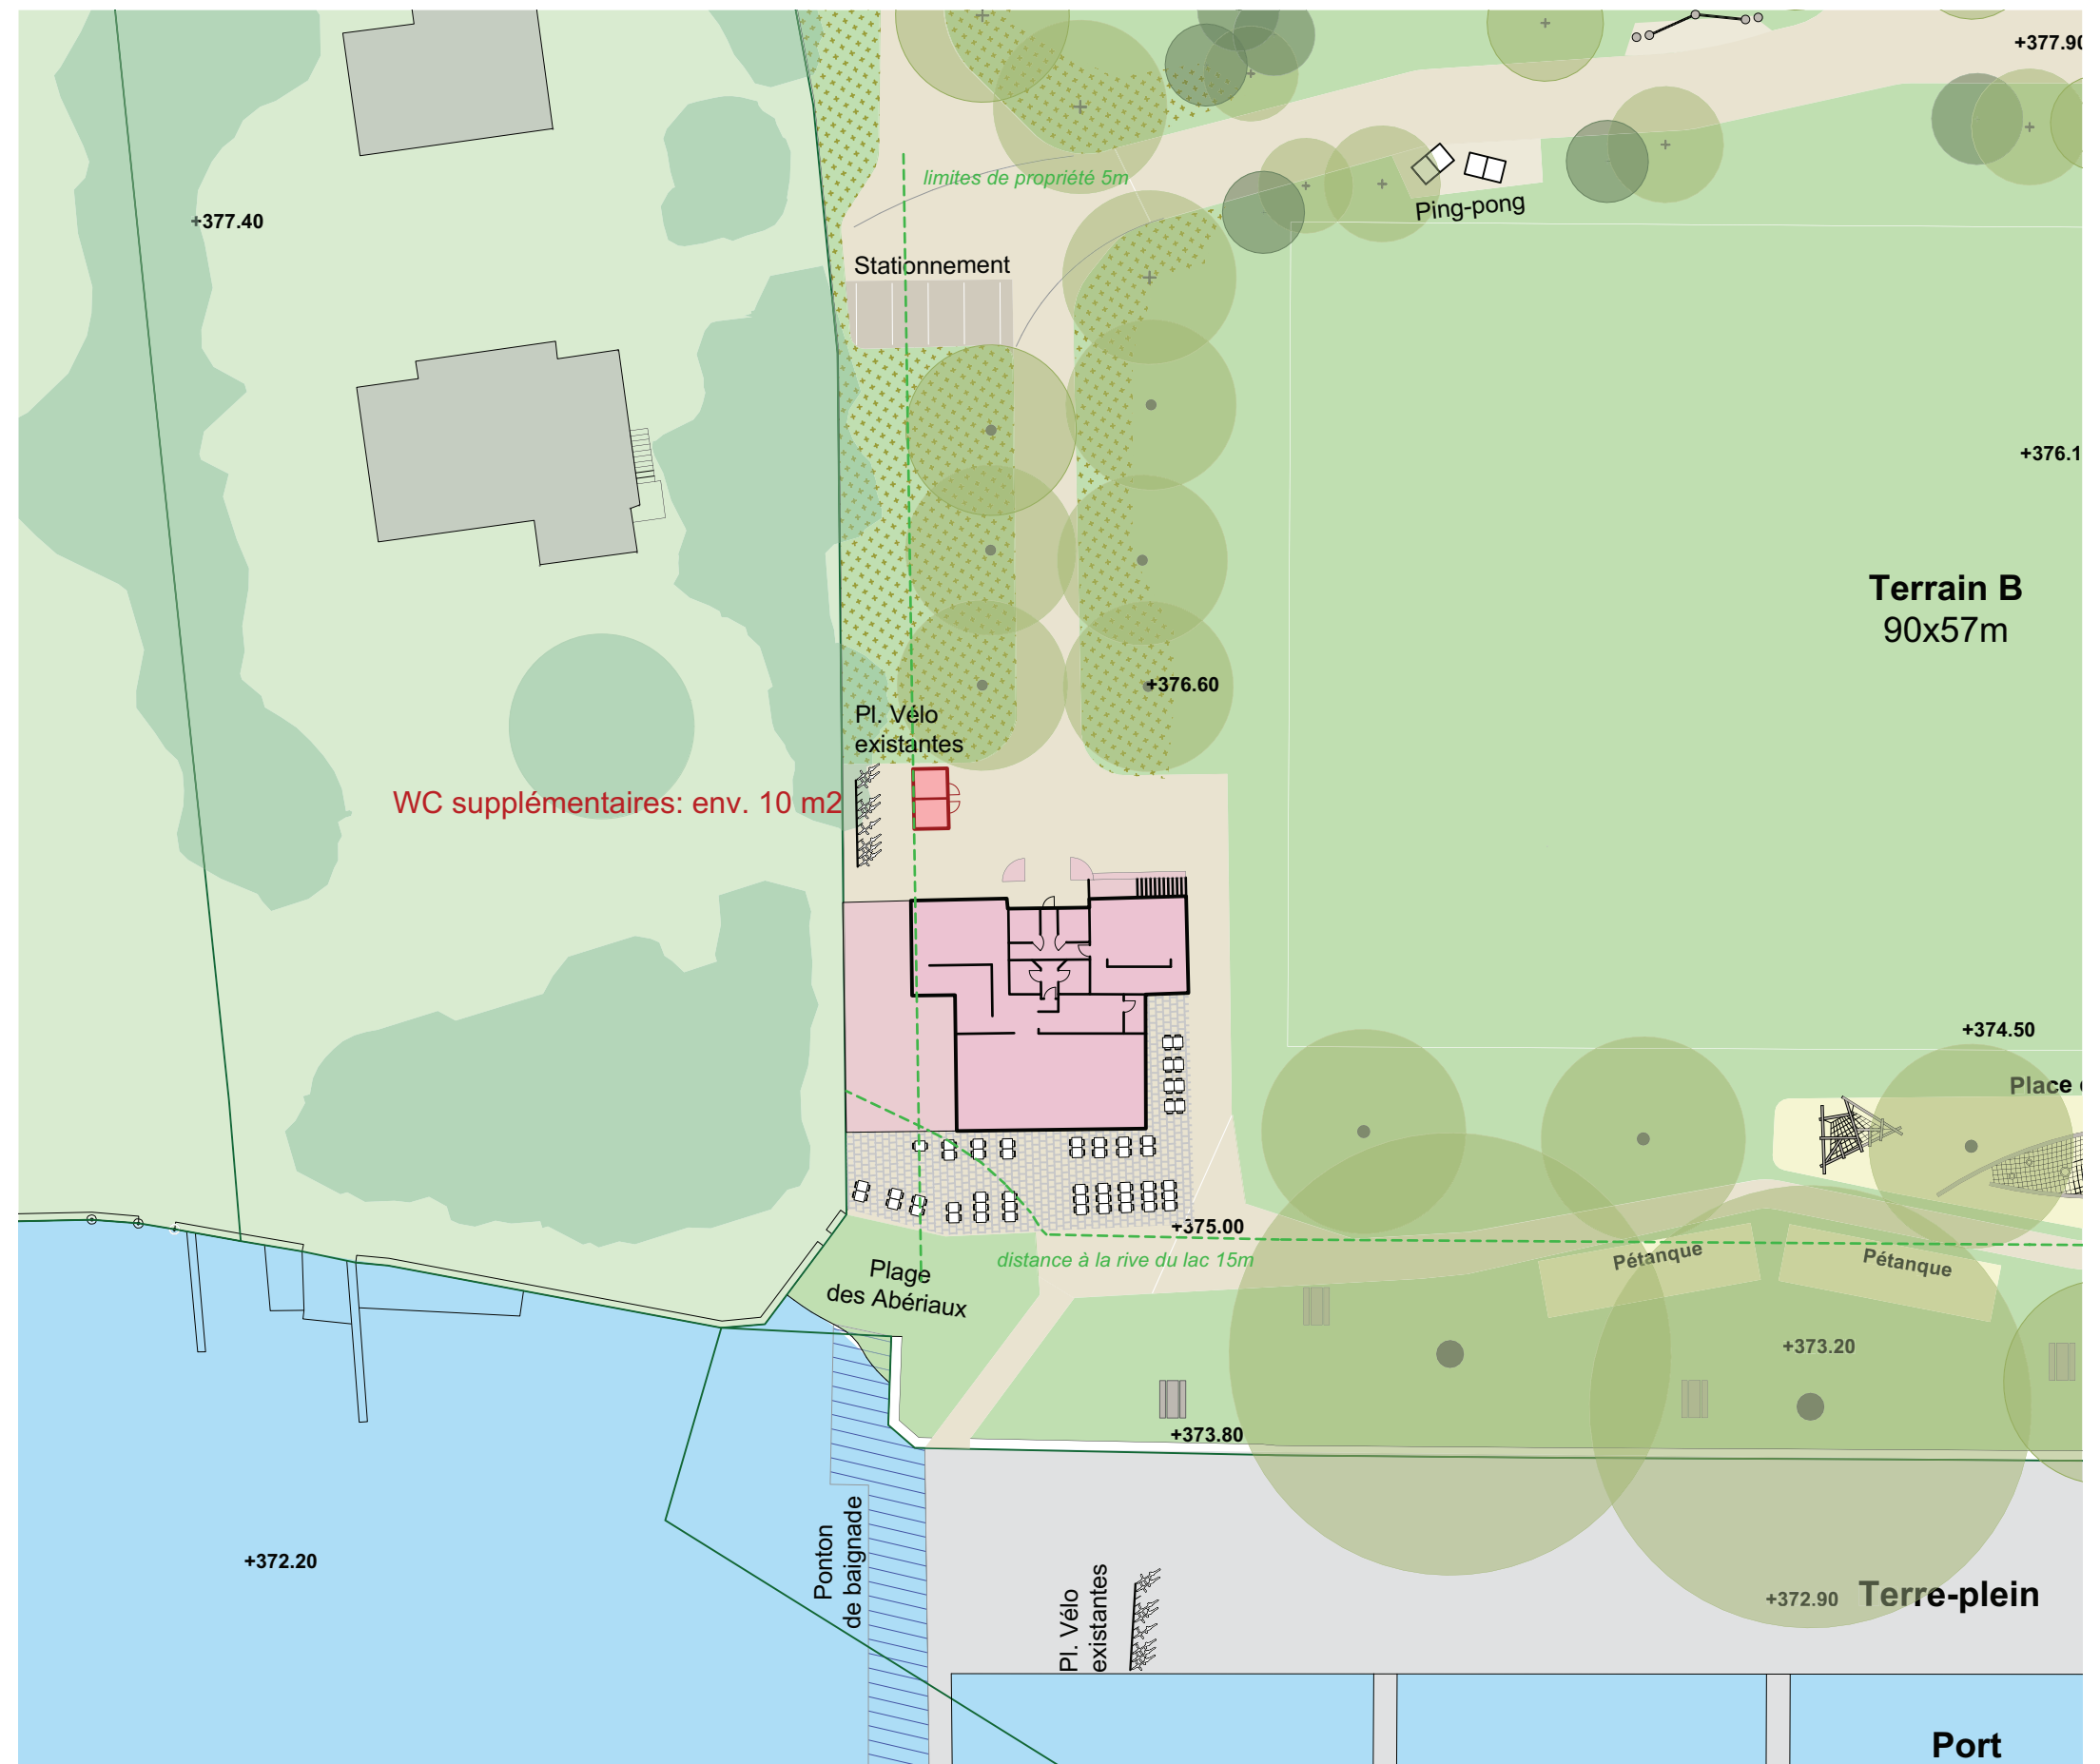 +377.90
limites de propriété 5m
Ping-pong
+377.40
Stationnement
+376.1
Terrain B
90x57m
+376.60
Pl. Vélo
existantes
WC supplémentaires: env. 10 m2
+374.50
Place
+375.00
distance à la rive du lac 15m
Pétanque
Pétanque
Plage
des Abériaux
+373.20
+373.80
Ponton
de baignade
+372.20
Pl. Vélo
existantes
+372.90
Terre-plein
Port